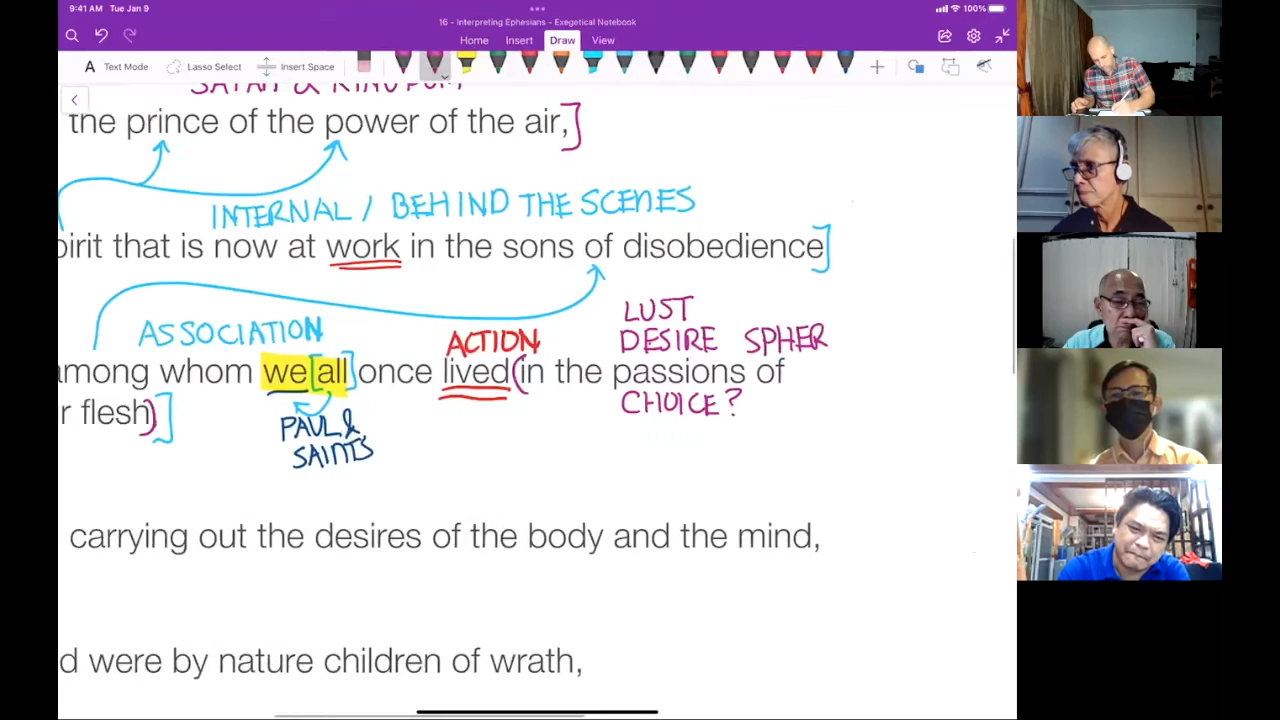 9:41 AM Tue Jan 9
100%
16 - Interpreting Ephesians - Exegetical Notebook
Home Insert Draw View
A Text Mode Lasso Select Insert Space
SATAN & KINGDOM
the prince of the power of the air,]
INTERNAL / BEHIND THE SCENES
pirit that is now at work in the sons of disobedience]
LUST
ASSOCIATION ACTION DESIRE SPHER
among whom we [all] once lived (in the passions of
r flesh)]
CHOICE?
PAUL &
SAINTS
carrying out the desires of the body and the mind,
d were by nature children of wrath,